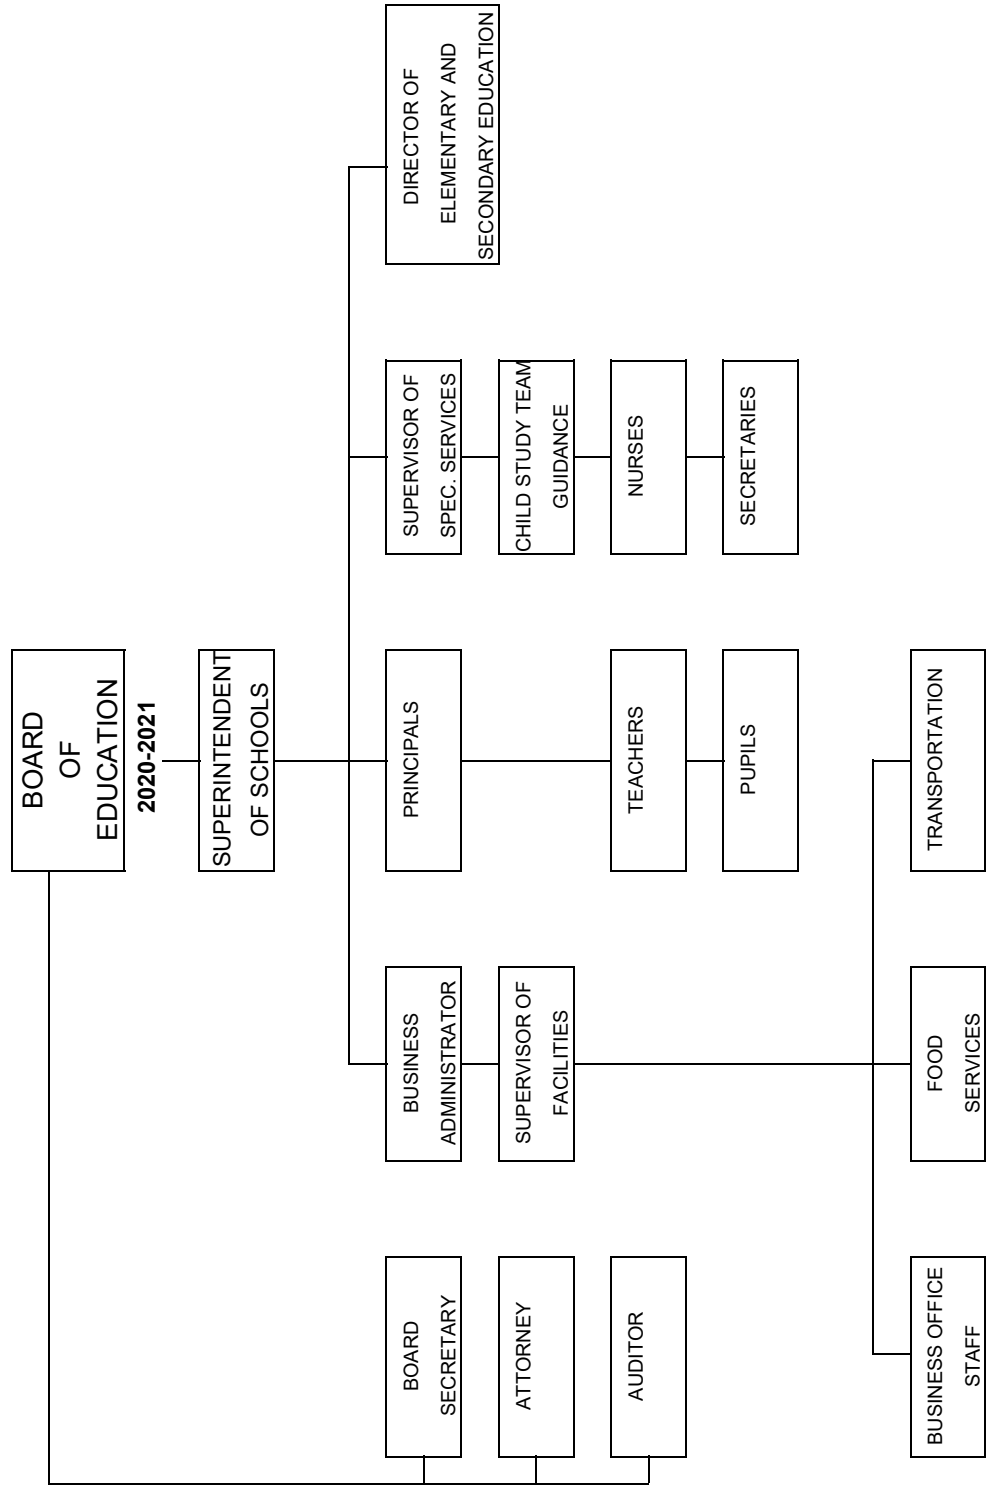 BOARD
OF
EDUCATION
2020-2021
SUPERINTENDENT
OF SCHOOLS
BOARD
SECRETARY
BUSINESS
ADMINISTRATOR
PRINCIPALS
SUPERVISOR OF
SPEC. SERVICES
DIRECTOR OF
ELEMENTARY AND
SECONDARY EDUCATION
ATTORNEY
SUPERVISOR OF
FACILITIES
CHILD STUDY TEAM
GUIDANCE
AUDITOR
TEACHERS
NURSES
PUPILS
SECRETARIES
BUSINESS OFFICE
STAFF
FOOD
SERVICES
TRANSPORTATION